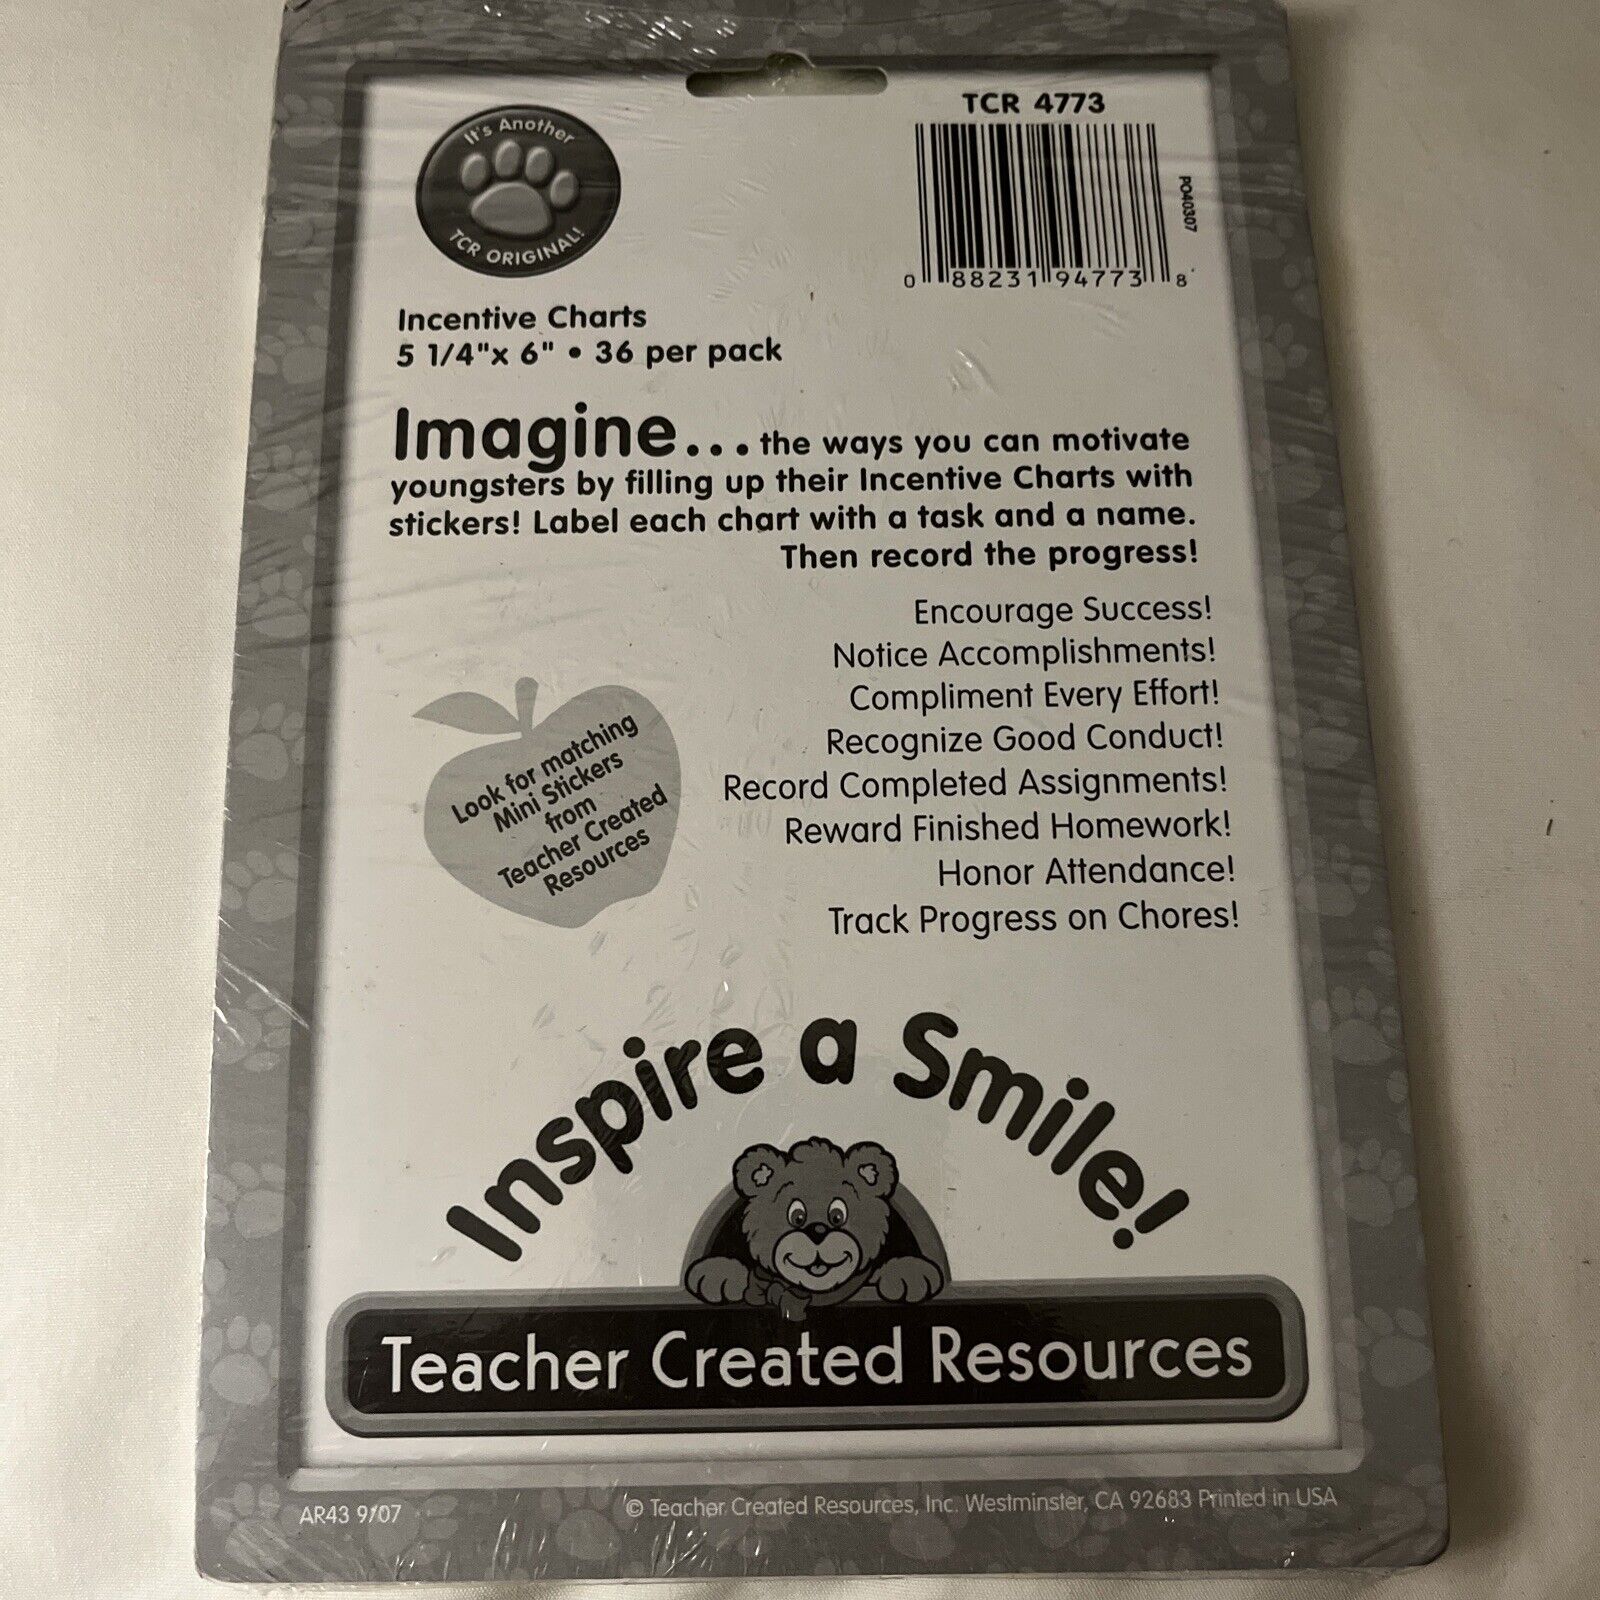 It's Another
TCR ORIGINAL!
TCR 4773
PO40307
0 88231 94773 8
Incentive Charts
5 1/4"x 6" • 36 per pack
Imagine... the ways you can motivate
youngsters by filling up their Incentive Charts with
stickers! Label each chart with a task and a name.
Then record the progress!
Encourage Success!
Notice Accomplishments!
Compliment Every Effort!
Recognize Good Conduct!
Record Completed Assignments!
Reward Finished Homework!
Honor Attendance!
Track Progress on Chores!
Look for matching
Mini Stickers
from
Teacher Created
Resources
Inspire a Smile!
Teacher Created Resources
AR43 9/07
© Teacher Created Resources, Inc. Westminster, CA 92683 Printed in USA